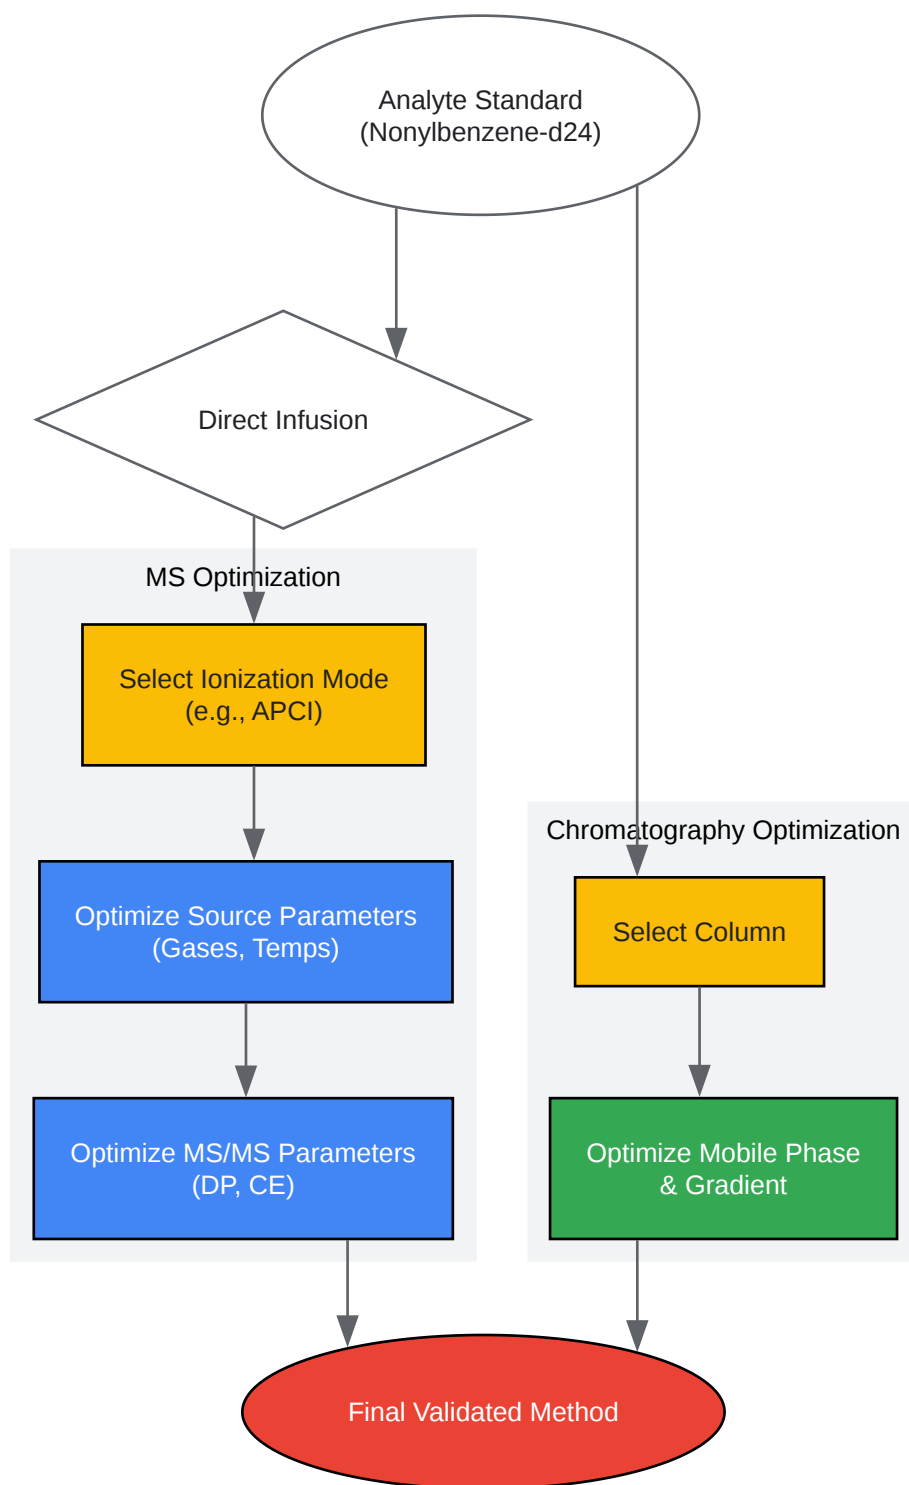 Analyte Standard
(Nonylbenzene-d24)
Direct Infusion
MS Optimization
Select Ionization Mode
(e.g., APCI)
Optimize Source Parameters
(Gases, Temps)
Optimize MS/MS Parameters
(DP, CE)
Chromatography Optimization
Select Column
Optimize Mobile Phase
& Gradient
Final Validated Method